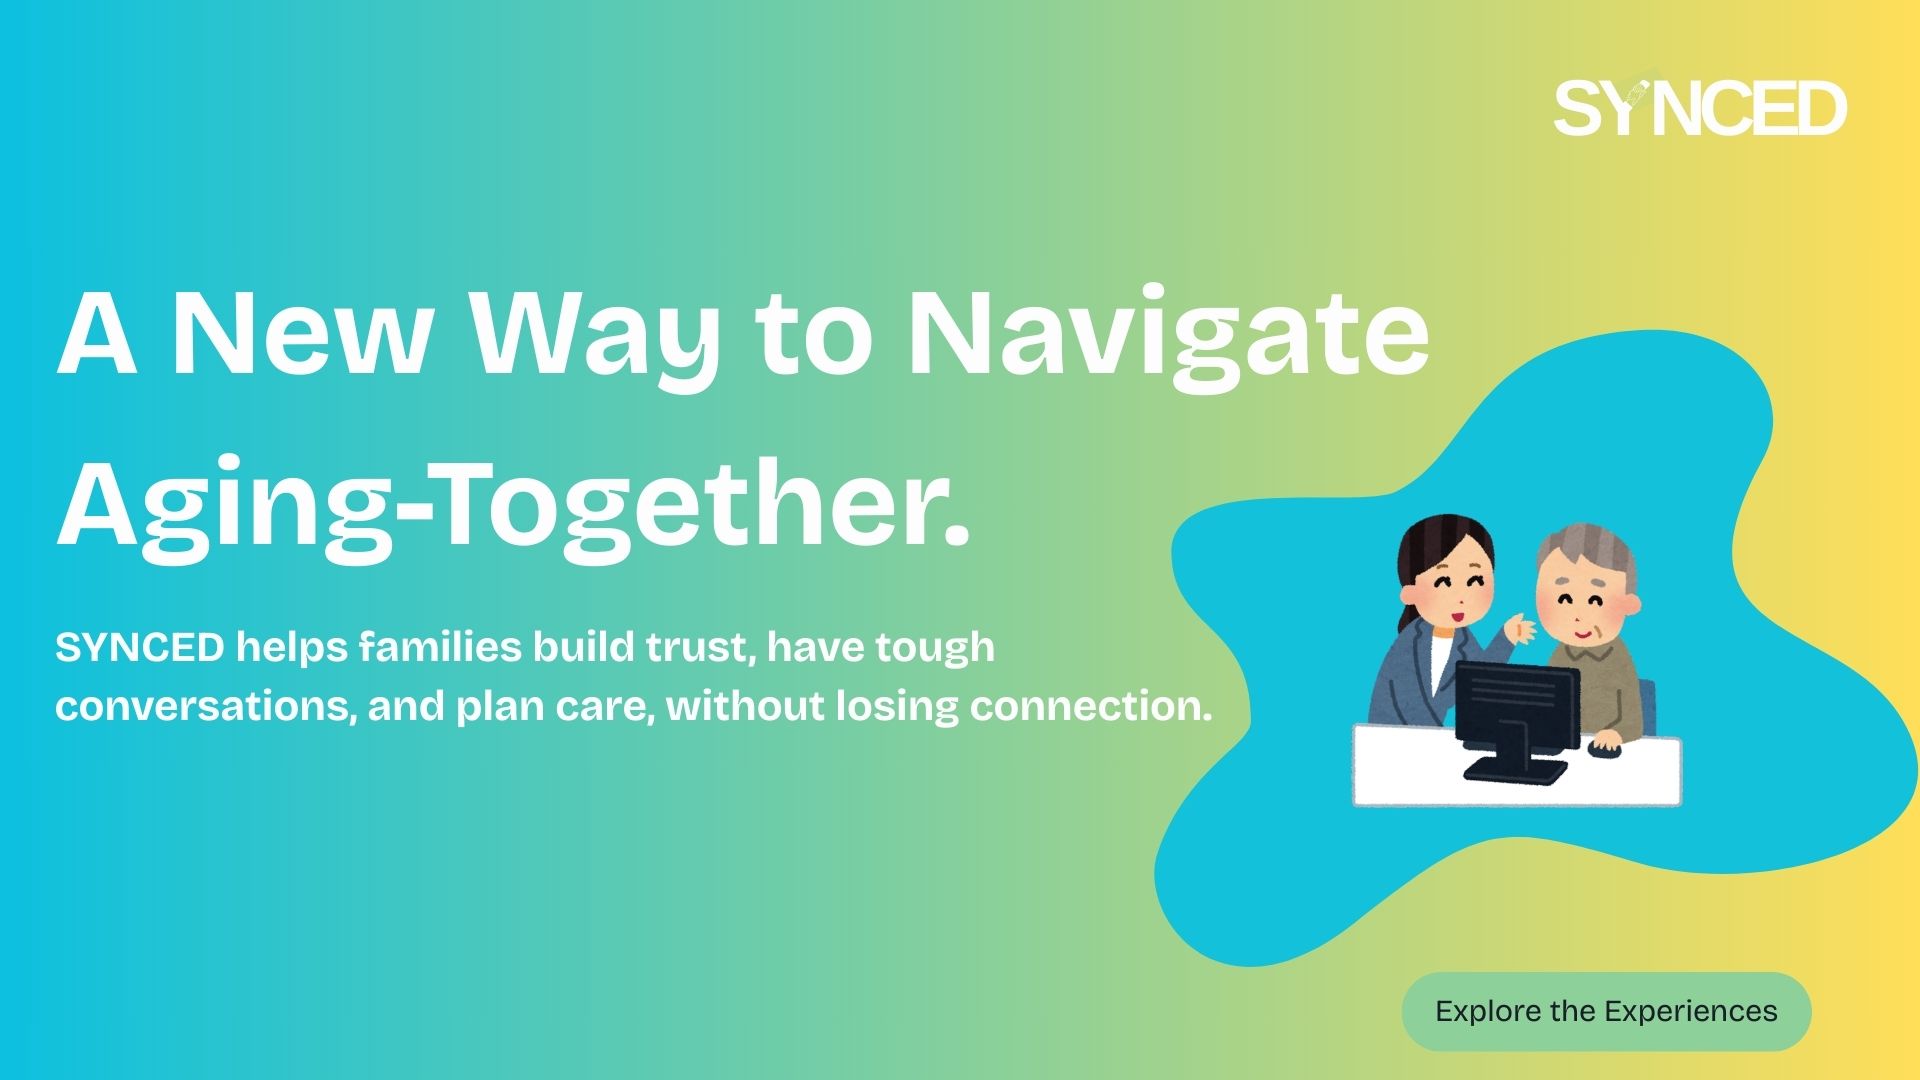 SYNCED
A New Way to Navigate
Aging-Together.
SYNCED helps families build trust, have tough
conversations, and plan care, without losing connection.
Explore the Experiences